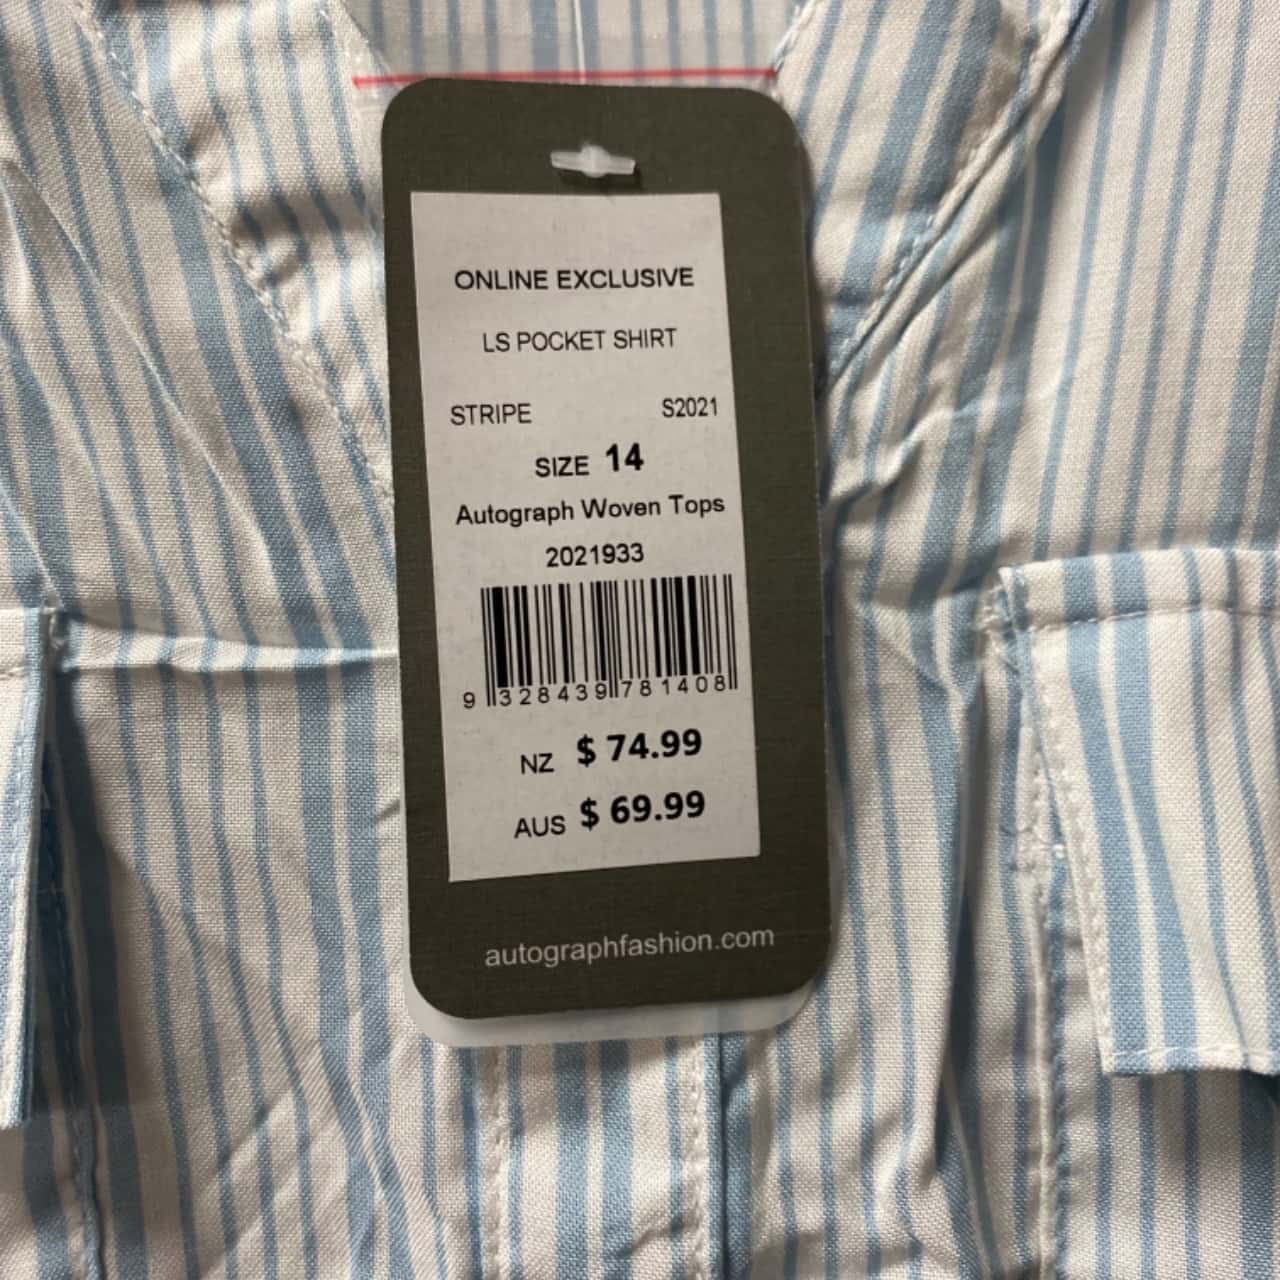 ONLINE EXCLUSIVE
LS POCKET SHIRT
STRIPE S2021
SIZE 14
Autograph Woven Tops
2021933
9 328439 781408
NZ $ 74.99
AUS $ 69.99
autographfashion.com